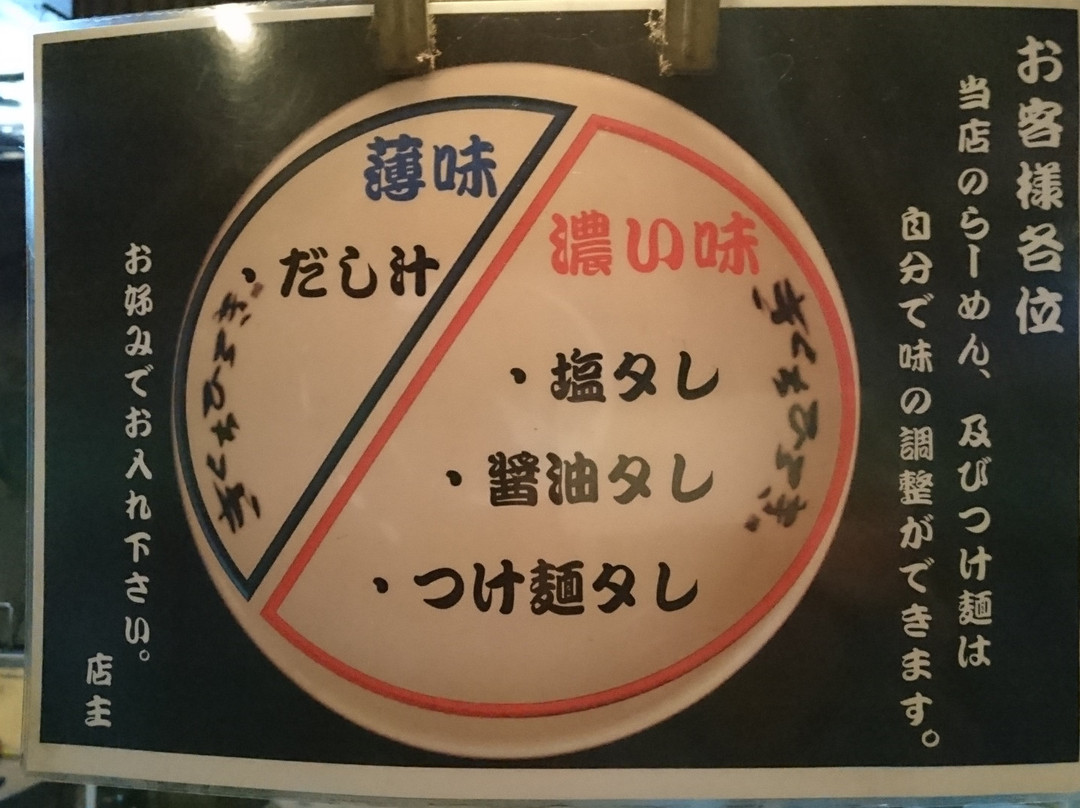 お客様各位
当店のらーめん、及びつけ麺は
自分で味の調整ができます。
濃い味
・塩タレ
・醤油タレ
・つけ麺タレ
薄味
・だし汁
お好みでお入れ下さい。
店主